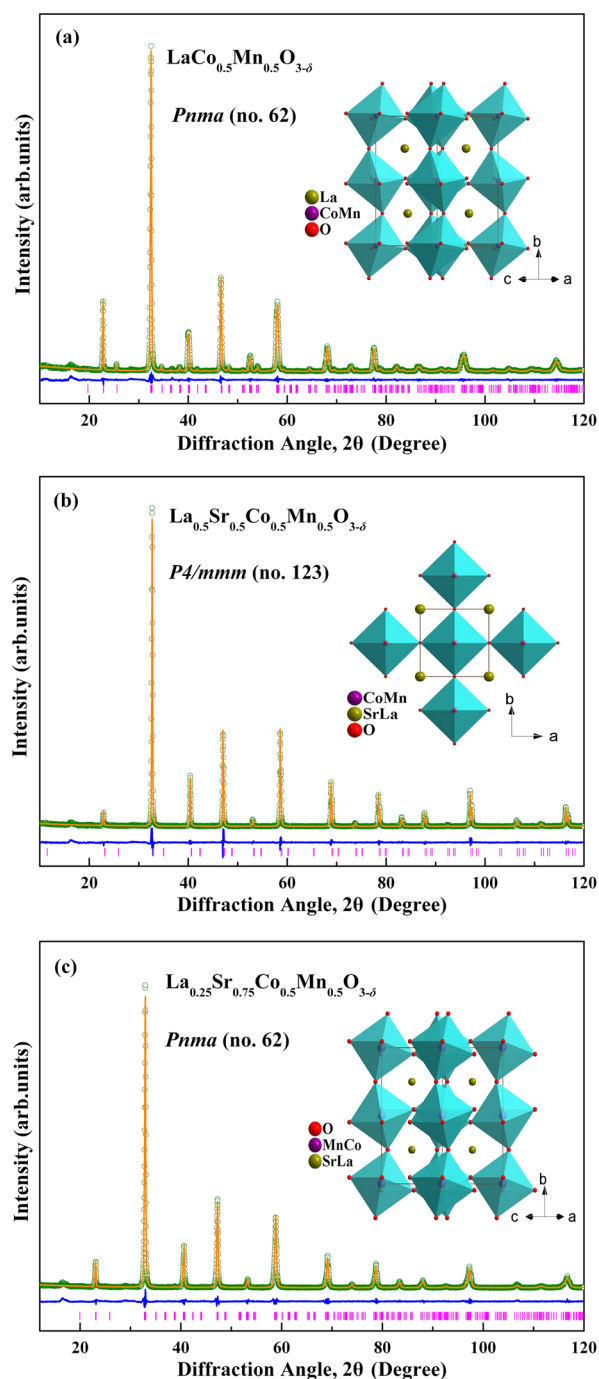 (a)
LaCo0.5Mn0.5O3-δ
Pnma (no. 62)
La
CoMn
O
b
c
a
Intensity (arb.units)
20 40 60 80 100 120
Diffraction Angle, 2θ (Degree)
(b)
La0.5Sr0.5Co0.5Mn0.5O3-δ
P4/mmm (no. 123)
CoMn
SrLa
O
b
a
Intensity (arb.units)
20 40 60 80 100 120
Diffraction Angle, 2θ (Degree)
(c)
La0.25Sr0.75Co0.5Mn0.5O3-δ
Pnma (no. 62)
O
MnCo
SrLa
b
c
a
Intensity (arb.units)
20 40 60 80 100 120
Diffraction Angle, 2θ (Degree)